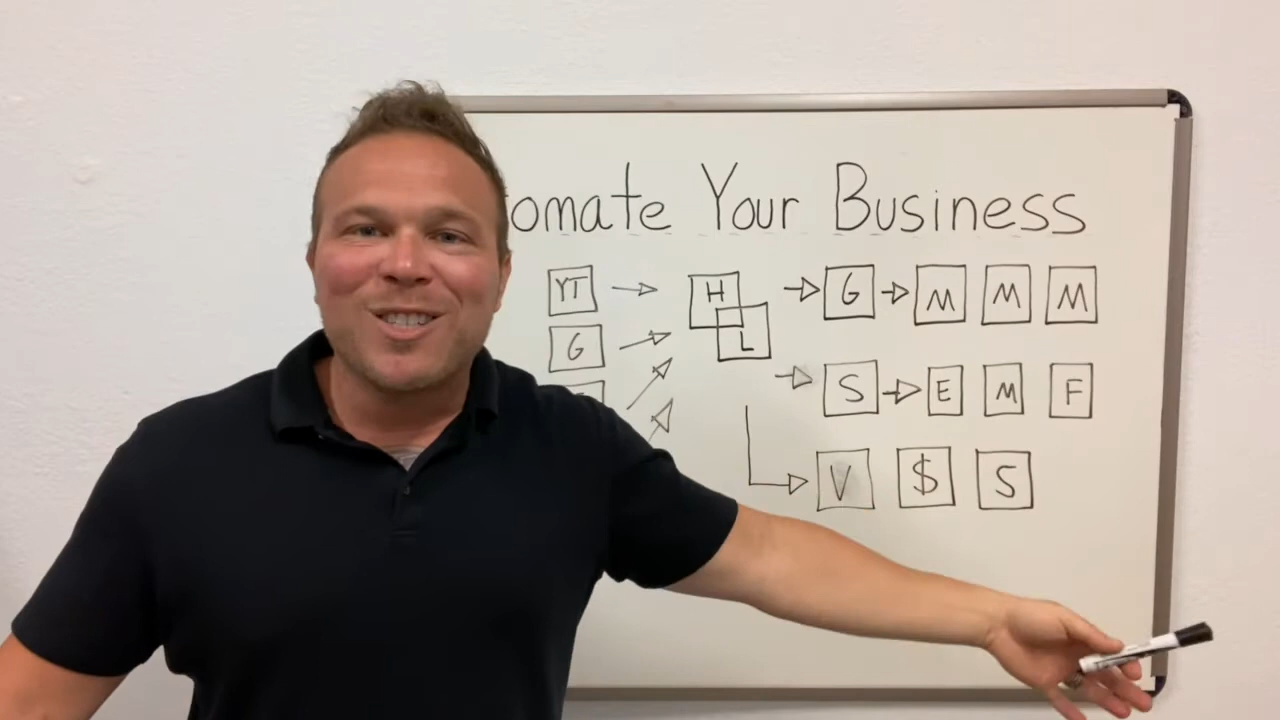 omate Your Business
YT H G M M M
G L
S E M F
V $ S